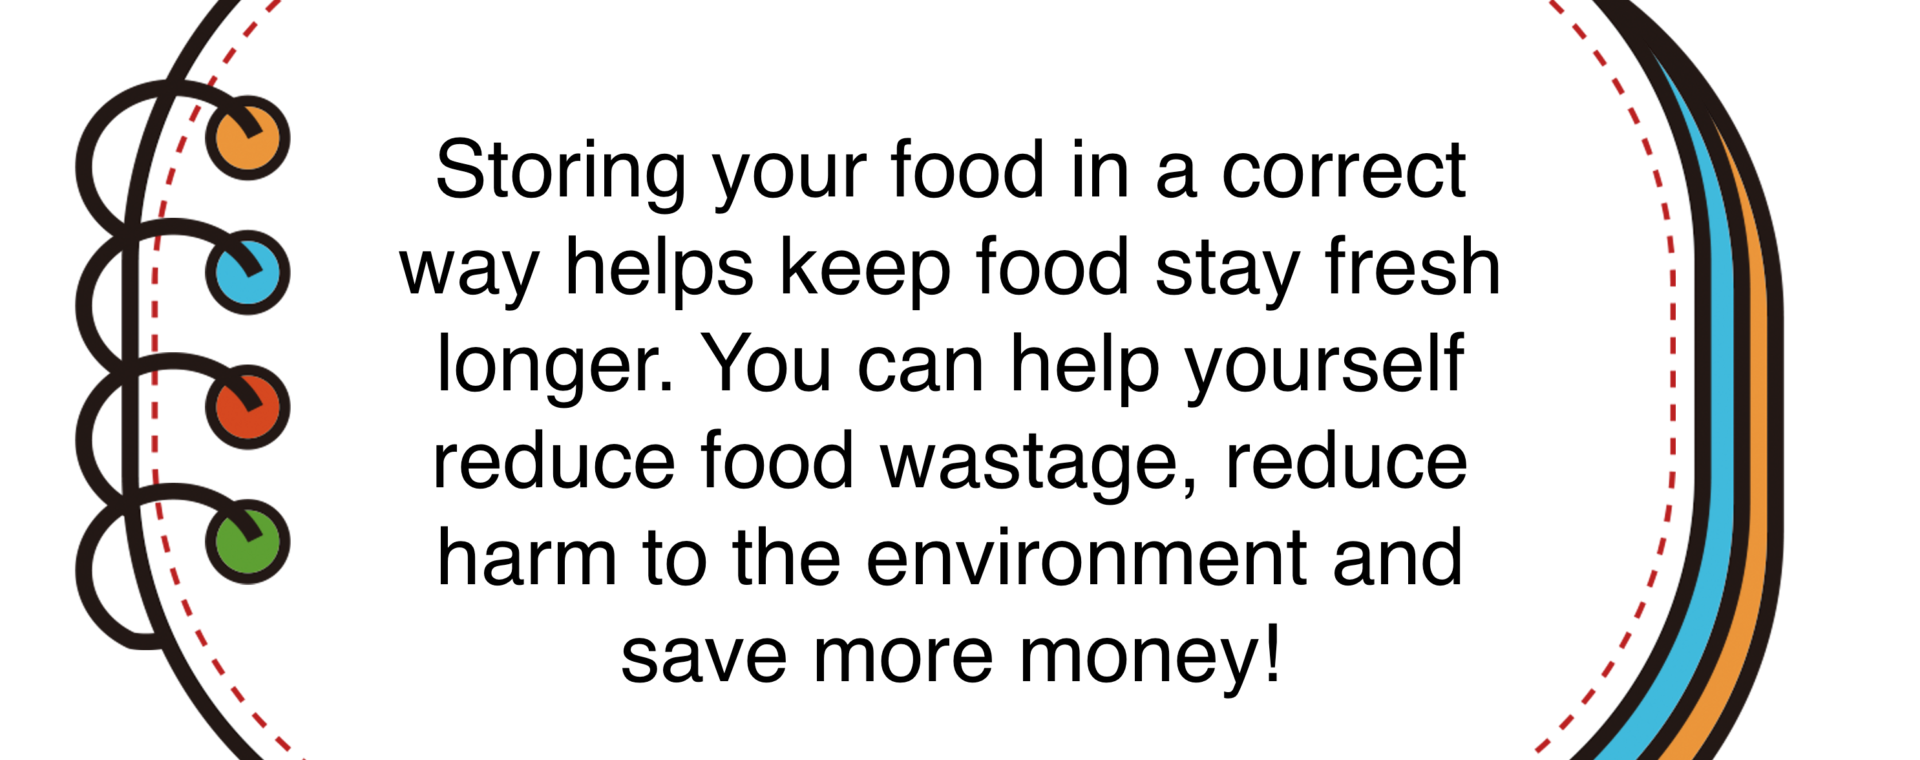 Storing your food in a correct
way helps keep food stay fresh
longer. You can help yourself
reduce food wastage, reduce
harm to the environment and
save more money!